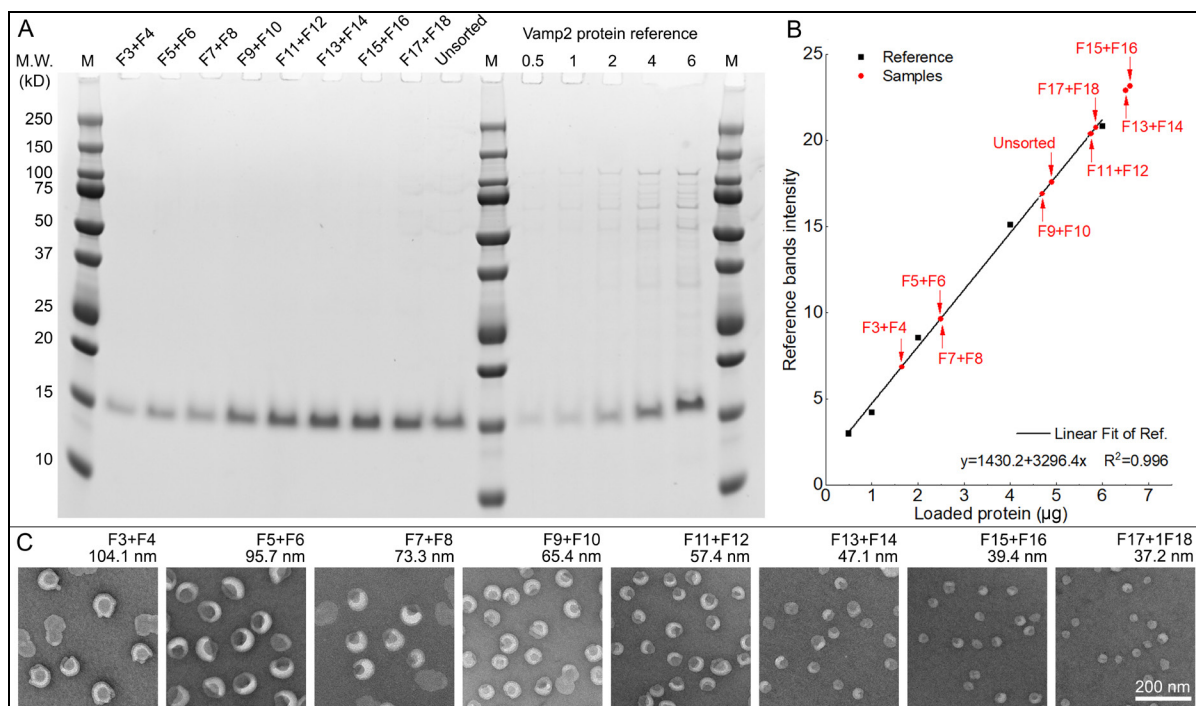 A
M.W.
(kD)
M
F3+F4
F5+F6
F7+F8
F9+F10
F11+F12
F13+F14
F15+F16
F17+F18
Unsorted
M
Vamp2 protein reference
0.5 1 2 4 6
M
250
150
100
75
50
37
25
20
15
10
B
Reference bands intensity
25
20
15
10
5
0
Reference
Samples
F15+F16
F17+F18
F13+F14
Unsorted
F11+F12
F9+F10
F5+F6
F3+F4
F7+F8
Linear Fit of Ref.
y=1430.2+3296.4x R²=0.996
0 1 2 3 4 5 6 7
Loaded protein (µg)
C
F3+F4
104.1 nm
F5+F6
95.7 nm
F7+F8
73.3 nm
F9+F10
65.4 nm
F11+F12
57.4 nm
F13+F14
47.1 nm
F15+F16
39.4 nm
F17+1F18
37.2 nm
200 nm